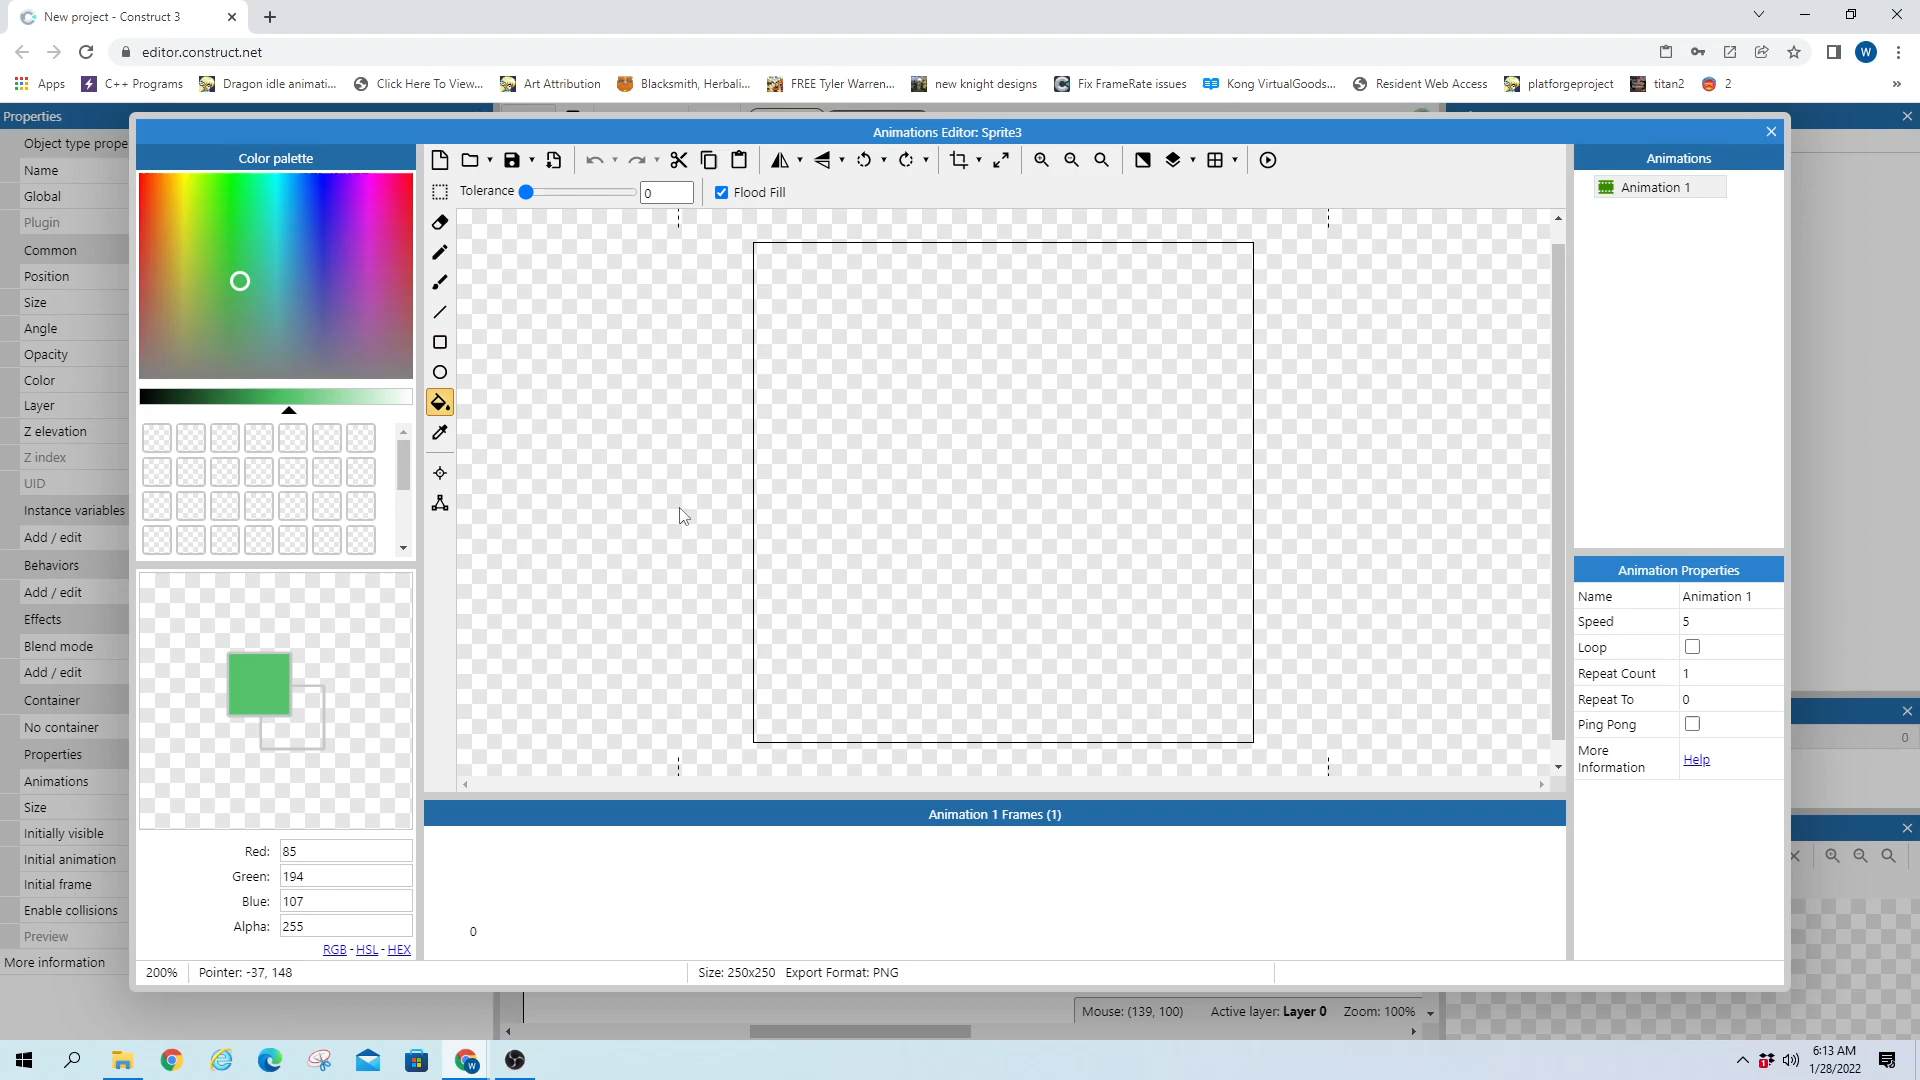 New project - Construct 3
editor.construct.net
W
Apps
C++ Programs
Dragon idle animati...
Click Here To View...
Art Attribution
Blacksmith, Herbali...
FREE Tyler Warren...
new knight designs
Fix FrameRate issues
Kong VirtualGoods...
Resident Web Access
platforgeproject
titan2
2
»
Properties
Animations Editor: Sprite3
Object type prope
Name
Global
Plugin
Common
Position
Size
Angle
Opacity
Color
Layer
Z elevation
Z index
UID
Instance variables
Add / edit
Behaviors
Add / edit
Effects
Blend mode
Add / edit
Container
No container
Properties
Animations
Size
Initially visible
Initial animation
Initial frame
Enable collisions
Preview
More information
Color palette
Tolerance
0
Flood Fill
Animations
Animation 1
Animation Properties
Name Animation 1
Speed 5
Loop
Repeat Count 1
Repeat To 0
Ping Pong
More
Information
Help
0
Animation 1 Frames (1)
0
Red: 85
Green: 194
Blue: 107
Alpha: 255
RGB - HSL - HEX
200%
Pointer: -37, 148
Size: 250x250 Export Format: PNG
Mouse: (139, 100)
Active layer: Layer 0
Zoom: 100%
6:13 AM
1/28/2022